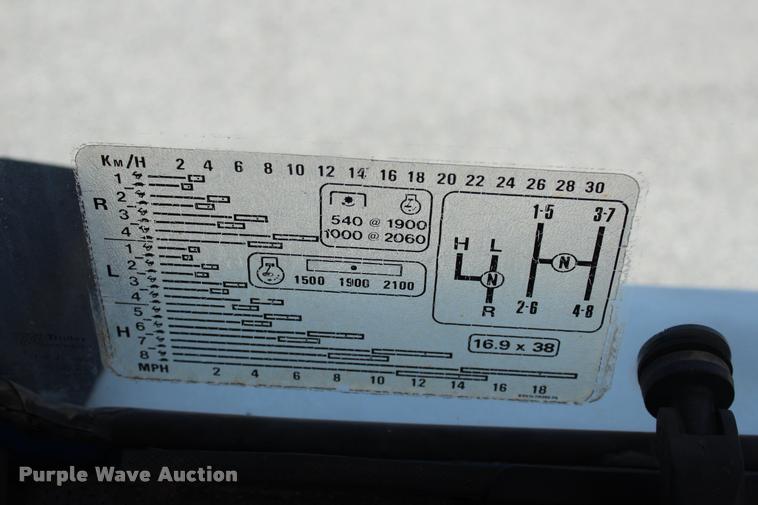 KM/H 2 4 6 8 10 12 14 16 18 20 22 24 26 28 30
R
1
2
3
4
L
1
2
3
4
H
5
6
7
8
540 @ 1900
1000 @ 2060
1500 1900 2100
1-5 3-7
H L
N N
R
2-6 4-8
16.9 x 38
MPH 2 4 6 8 10 12 14 16 18
Purple Wave Auction